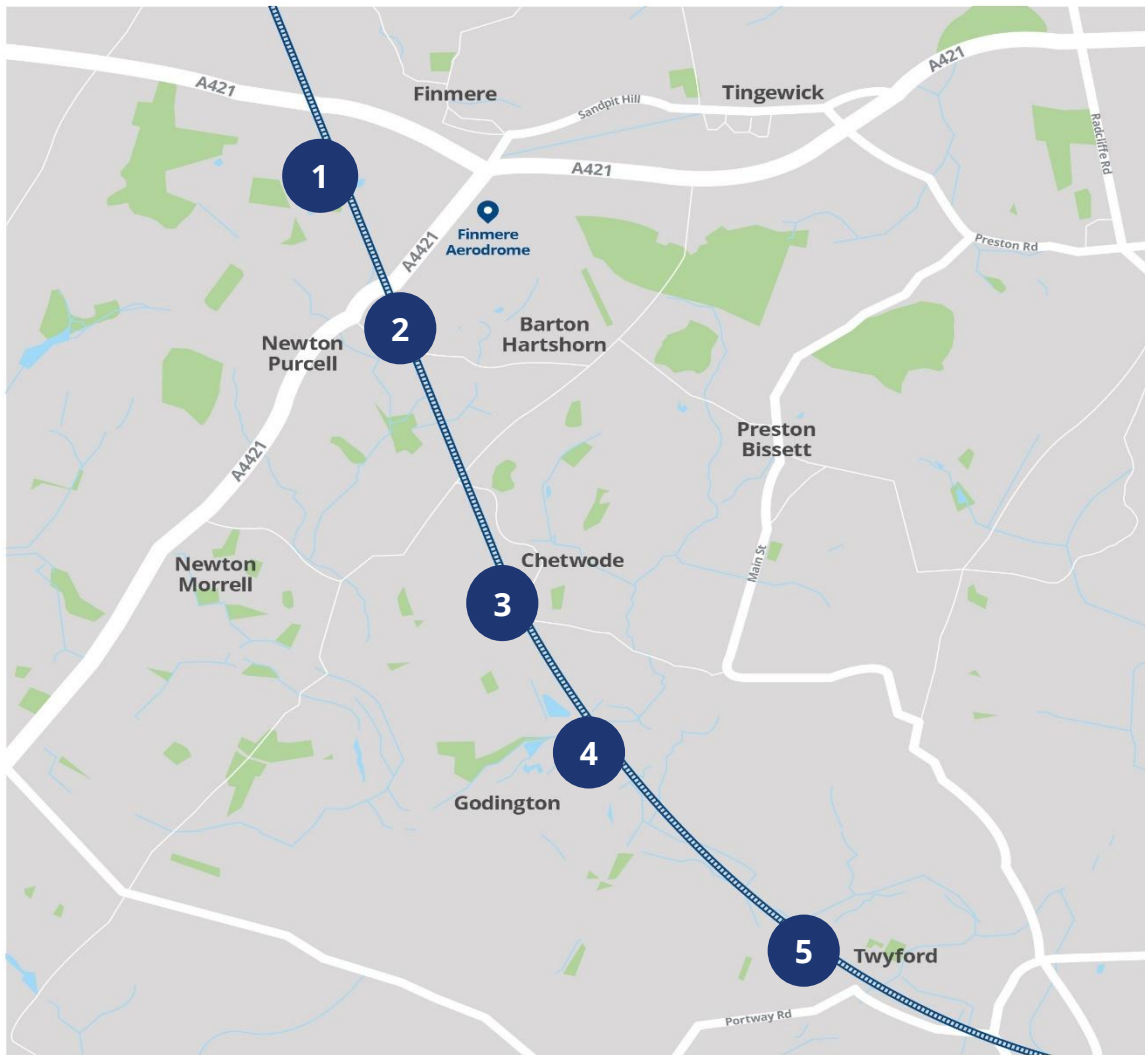 A421
A421
Finmere
Sandpit Hill
Tingewick
Radcliffe Rd
1
A421
Finmere
Aerodrome
A4421
Preston Rd
2
Newton
Purcell
Barton
Hartshorn
A4421
Preston
Bissett
Newton
Morrell
Chetwode
Main St
3
4
Godington
5
Twyford
Portway Rd